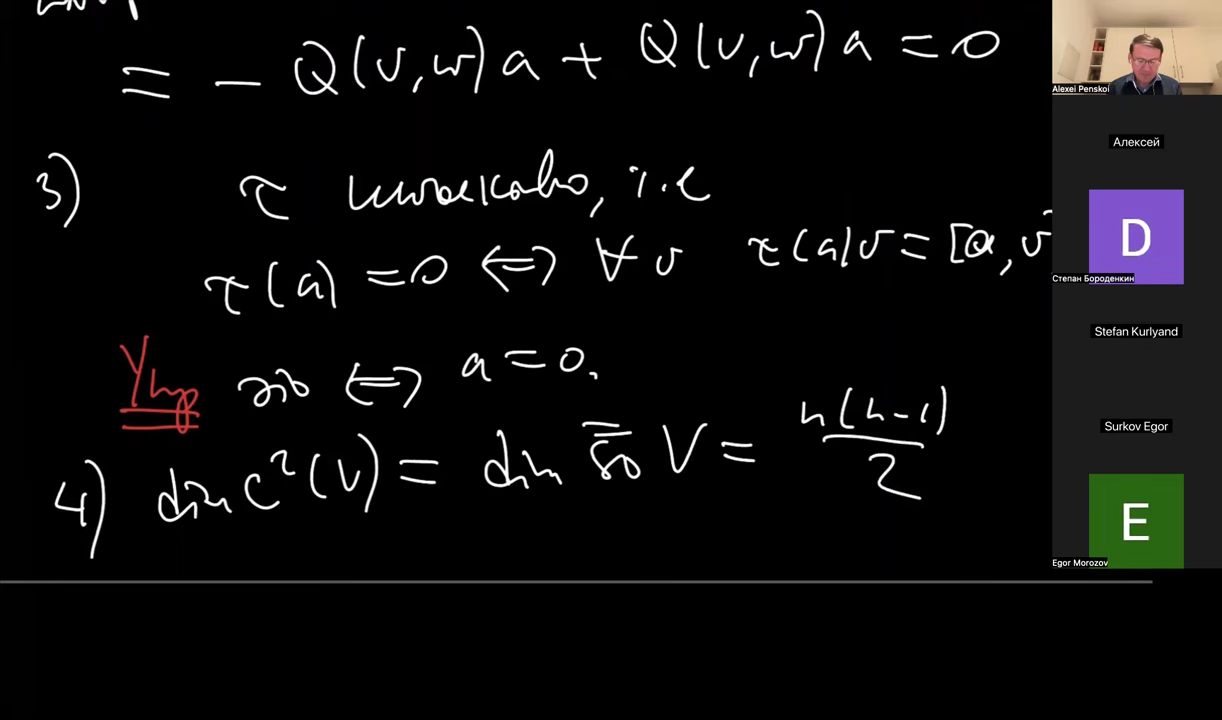 = - Q(v,w)a + Q(v,w)a = 0
3) τ инъективно, т.е
τ(a) = 0 <=> ∀ v τ(a)v = [a, v
Упр это <=> a = 0.
4) dim C²(V) = dim so V = n(n-1)/2
Alexei Penskoi
Алексей
D
Степан Бороденкин
Stefan Kurlyand
Surkov Egor
E
Egor Morozov